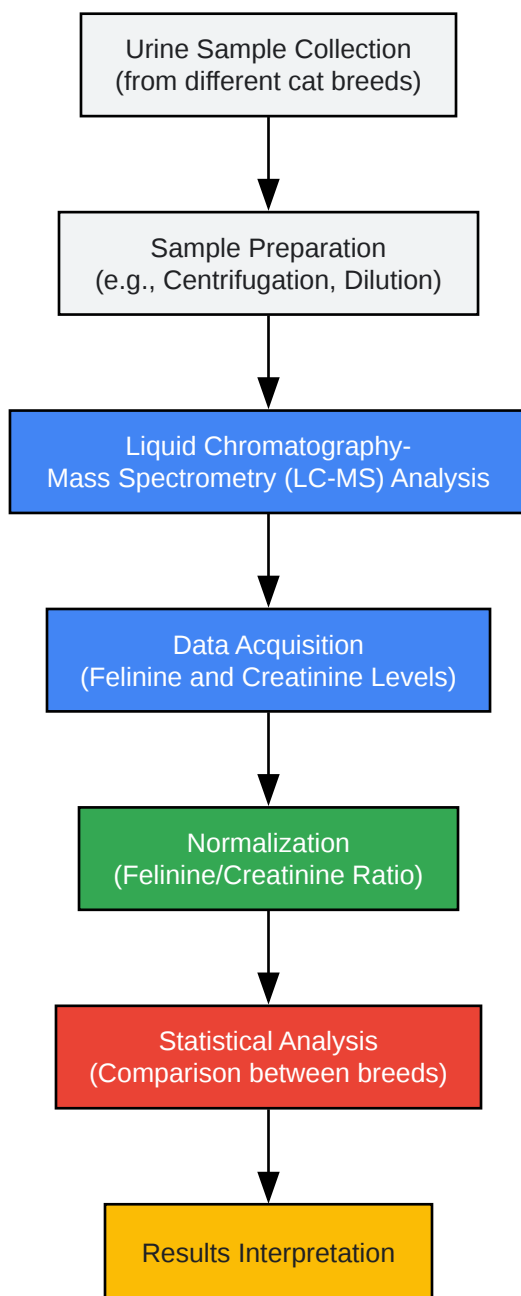 Urine Sample Collection
(from different cat breeds)
Sample Preparation
(e.g., Centrifugation, Dilution)
Liquid Chromatography-
Mass Spectrometry (LC-MS) Analysis
Data Acquisition
(Felinine and Creatinine Levels)
Normalization
(Felinine/Creatinine Ratio)
Statistical Analysis
(Comparison between breeds)
Results Interpretation